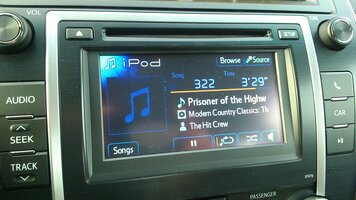 VOL
SETUP
iPod
Browse
Source
Song 322 Time 3'29"
Prisoner of the Highw
Modern Country Classics: Th
The Hit Crew
Songs
AUDIO
SEEK
TRACK
CAR
PASSENGER